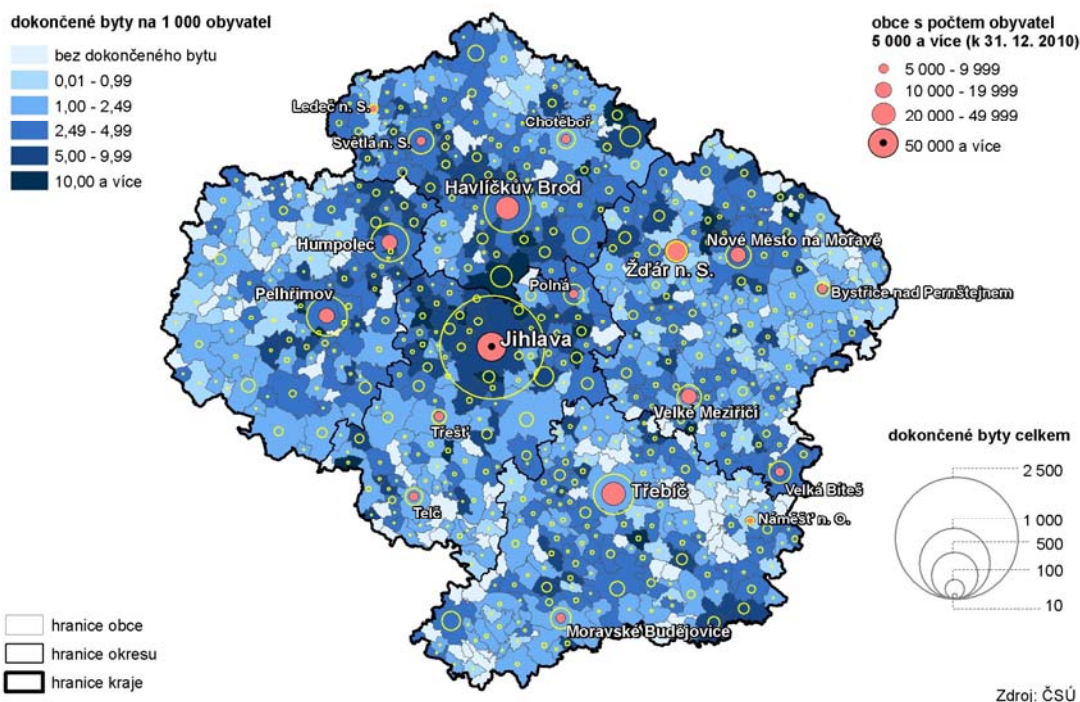 dokončené byty na 1 000 obyvatel
bez dokončeného bytu
0,01 - 0,99
1,00 - 2,49
2,49 - 4,99
5,00 - 9,99
10,00 a více
obce s počtem obyvatel
5 000 a více (k 31. 12. 2010)
5 000 - 9 999
10 000 - 19 999
20 000 - 49 999
50 000 a více
Ledeč n. S.
Chotěboř
Světlá n. S.
Havlíčkův Brod
Humpolec
Nové Město na Moravě
Žďár n. S.
Polná
Bystřice nad Pernštejnem
Pelhřimov
Jihlava
Velké Meziříčí
Třešť
Velká Bíteš
Třebíč
Telč
Náměšť n. O.
Moravské Budějovice
dokončené byty celkem
2 500
1 000
500
100
10
hranice obce
hranice okresu
hranice kraje
Zdroj: ČSÚ